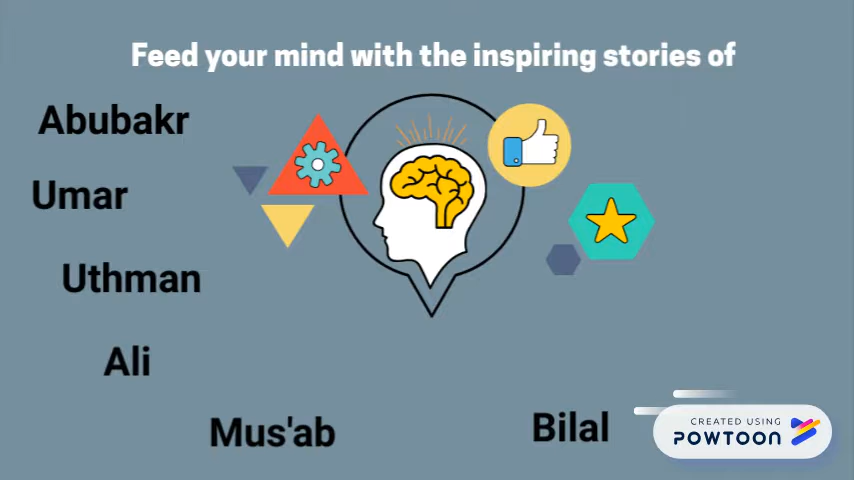 Feed your mind with the inspiring stories of
Abubakr
Umar
Uthman
Ali
Mus'ab
Bilal
CREATED USING
POWTOON